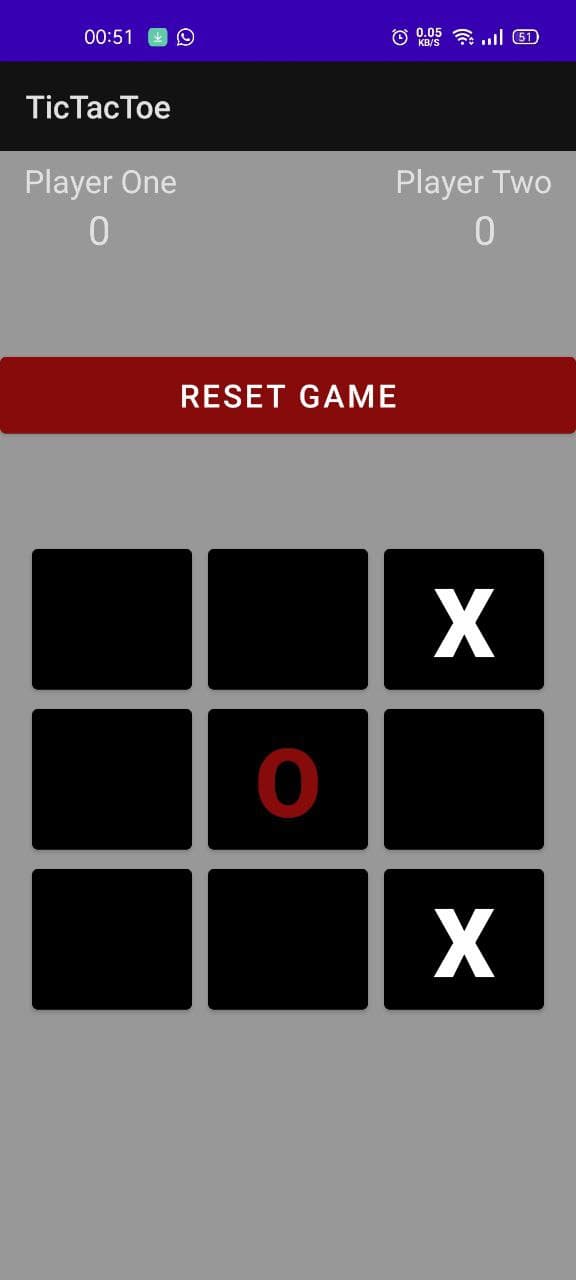 00:51 0.05 KB/S 51
TicTacToe
Player One Player Two
0 0
RESET GAME
X
O
X